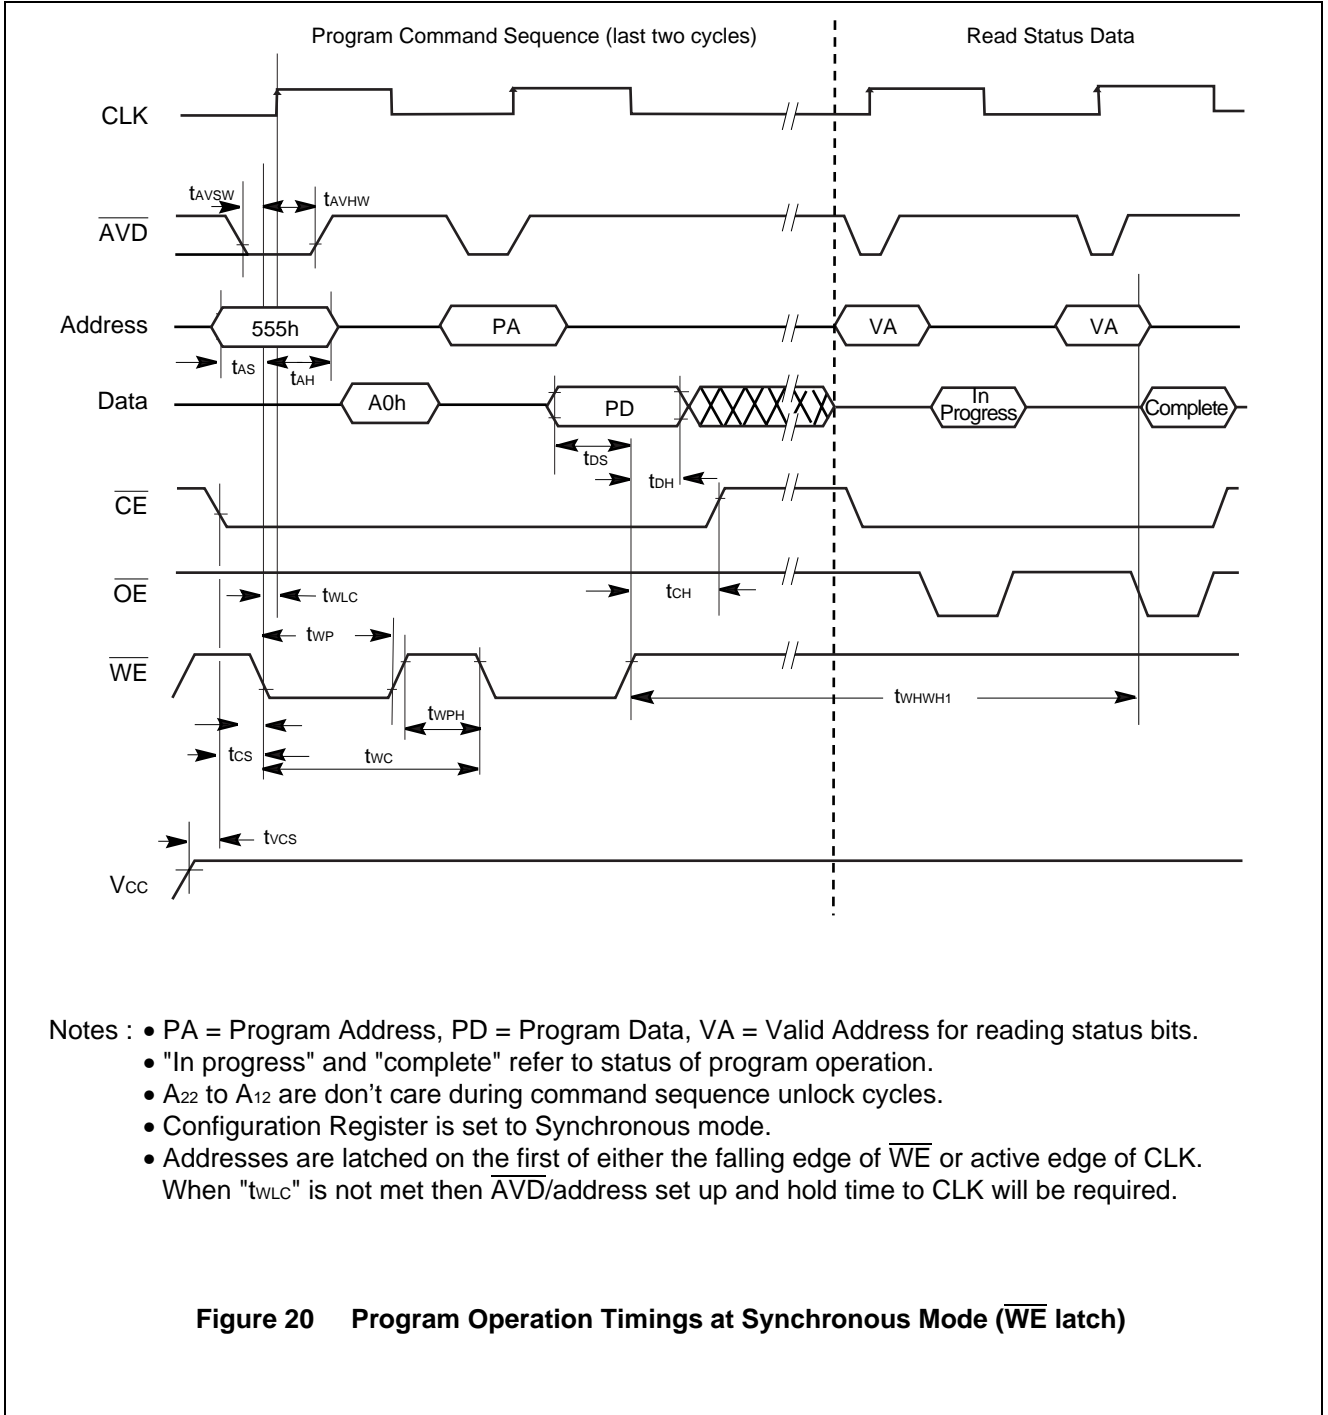 Program Command Sequence (last two cycles) Read Status Data
CLK
tAVSW tAVHW
AVD
Address 555h PA VA VA
tAS tAH
Data A0h PD In Progress Complete
tDS
tDH
CE
OE tWLC tCH
tWP
WE
tWPH tWHWH1
tCS tWC
tVCS
VCC
Notes : • PA = Program Address, PD = Program Data, VA = Valid Address for reading status bits.
• "In progress" and "complete" refer to status of program operation.
• A22 to A12 are don’t care during command sequence unlock cycles.
• Configuration Register is set to Synchronous mode.
• Addresses are latched on the first of either the falling edge of WE or active edge of CLK.
When "tWLC" is not met then AVD/address set up and hold time to CLK will be required.
Figure 20 Program Operation Timings at Synchronous Mode (WE latch)